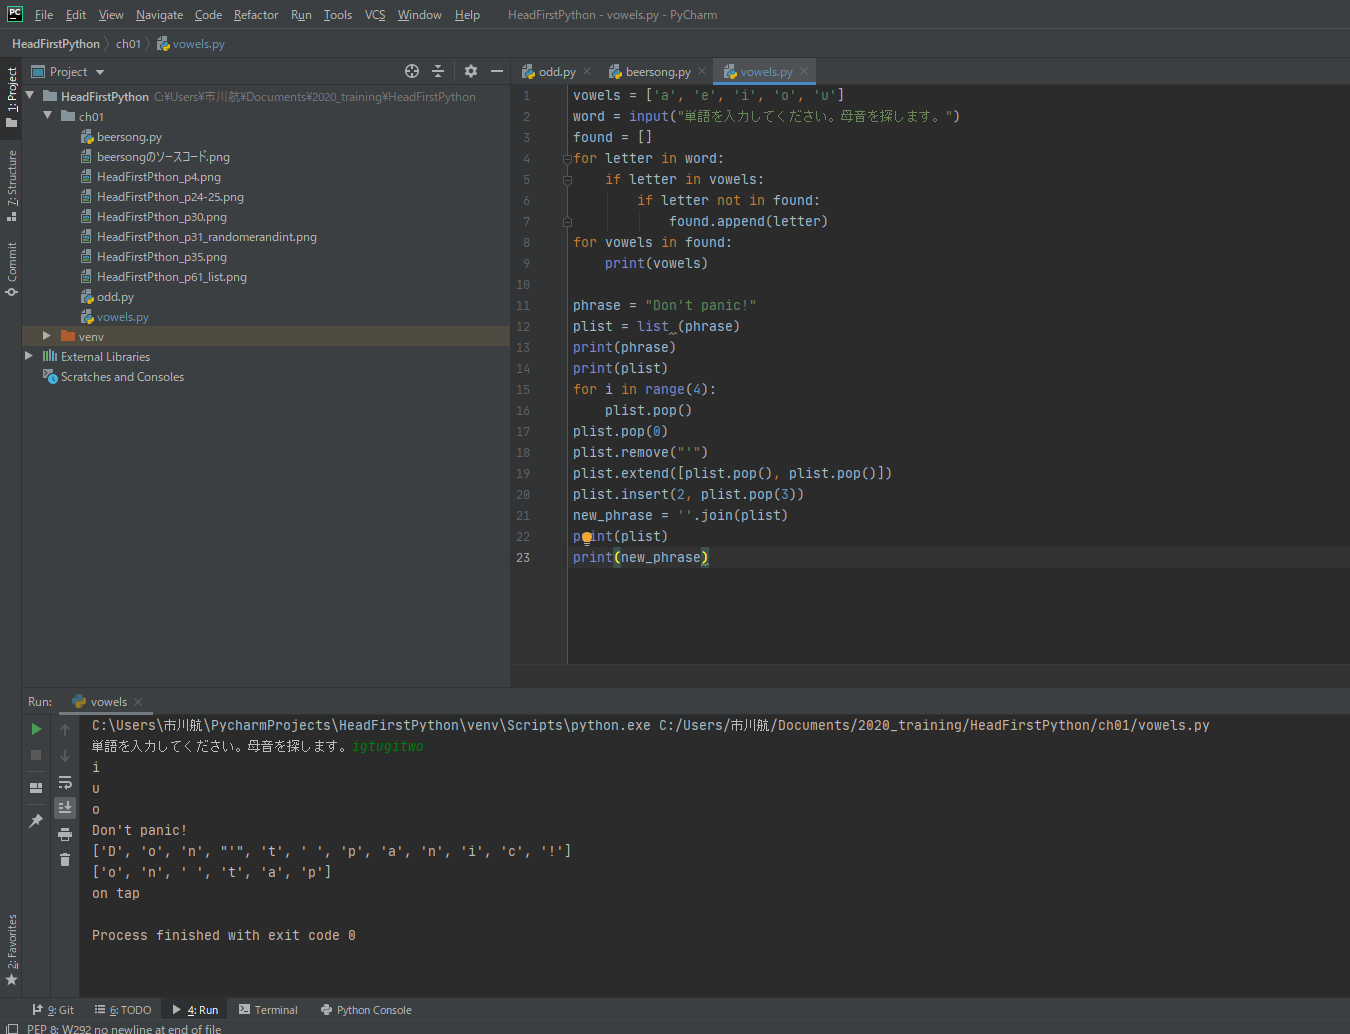 PC File Edit View Navigate Code Refactor Run Tools VCS Window Help HeadFirstPython - vowels.py - PyCharm
HeadFirstPython ch01 vowels.py
1: Project
7: Structure
Commit
2: Favorites
Project
HeadFirstPython C:¥Users¥市川航¥Documents¥2020_training¥HeadFirstPython
ch01
beersong.py
beersongのソースコード.png
HeadFirstPthon_p4.png
HeadFirstPthon_p24-25.png
HeadFirstPthon_p30.png
HeadFirstPthon_p31_randomerandint.png
HeadFirstPthon_p35.png
HeadFirstPthon_p61_list.png
odd.py
vowels.py
venv
External Libraries
Scratches and Consoles
odd.py beersong.py vowels.py
1 vowels = ['a', 'e', 'i', 'o', 'u']
2 word = input("単語を入力してください。母音を探します。")
3 found = []
4 for letter in word:
5 if letter in vowels:
6 if letter not in found:
7 found.append(letter)
8 for vowels in found:
9 print(vowels)
10
11 phrase = "Don't panic!"
12 plist = list (phrase)
13 print(phrase)
14 print(plist)
15 for i in range(4):
16 plist.pop()
17 plist.pop(0)
18 plist.remove("'")
19 plist.extend([plist.pop(), plist.pop()])
20 plist.insert(2, plist.pop(3))
21 new_phrase = ''.join(plist)
22 print(plist)
23 print(new_phrase)
Run: vowels
C:\Users\市川航\PycharmProjects\HeadFirstPython\venv\Scripts\python.exe C:/Users/市川航/Documents/2020_training/HeadFirstPython/ch01/vowels.py
単語を入力してください。母音を探します。igtugitwo
i
u
o
Don't panic!
['D', 'o', 'n', "'", 't', ' ', 'p', 'a', 'n', 'i', 'c', '!']
['o', 'n', ' ', 't', 'a', 'p']
on tap
Process finished with exit code 0
9: Git 6: TODO 4: Run Terminal Python Console
PEP 8: W292 no newline at end of file